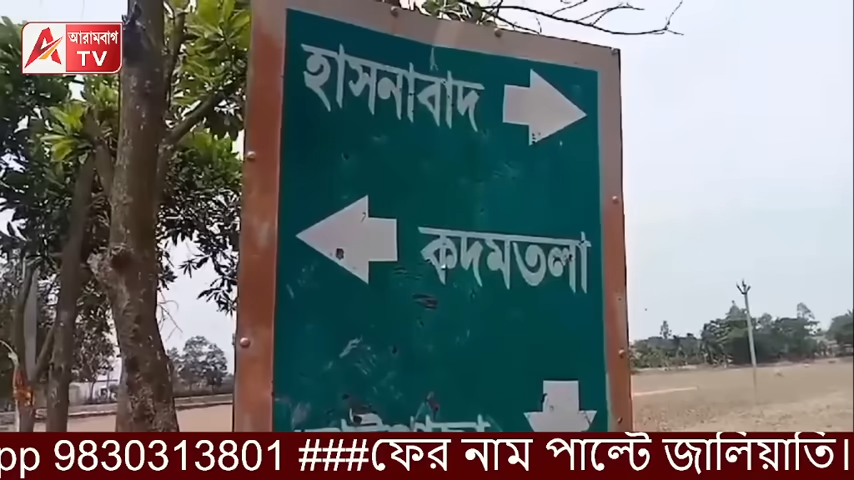 আরামবাগ
TV
হাসনাবাদ
কদমতলা
pp 9830313801 ###ফের নাম পাল্টে জালিয়াতি।